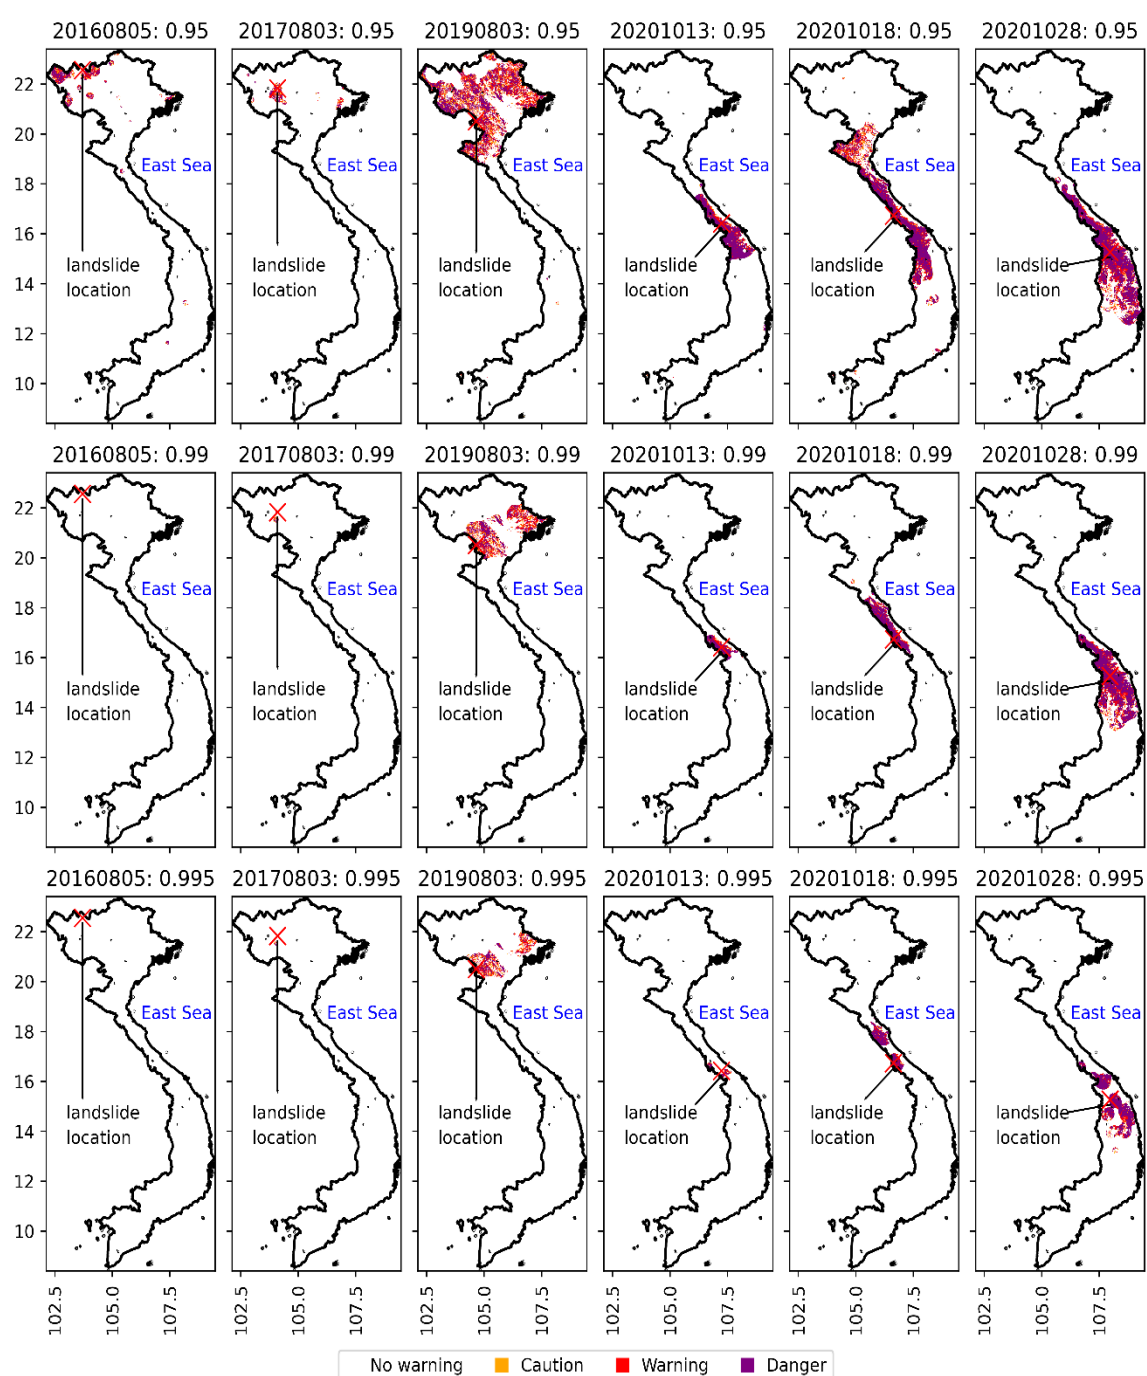 20160805: 0.95 20170803: 0.95 20190803: 0.95 20201013: 0.95 20201018: 0.95 20201028: 0.95
22
20
18
16
14
12
10
East Sea East Sea East Sea East Sea East Sea East Sea
landslide location
landslide location
landslide location
landslide location
landslide location
landslide location
20160805: 0.99 20170803: 0.99 20190803: 0.99 20201013: 0.99 20201018: 0.99 20201028: 0.99
22
20
18
16
14
12
10
East Sea East Sea East Sea East Sea East Sea East Sea
landslide location
landslide location
landslide location
landslide location
landslide location
landslide location
20160805: 0.995 20170803: 0.995 20190803: 0.995 20201013: 0.995 20201018: 0.995 20201028: 0.995
22
20
18
16
14
12
10
East Sea East Sea East Sea East Sea East Sea East Sea
landslide location
landslide location
landslide location
landslide location
landslide location
landslide location
102.5 105.0 107.5 102.5 105.0 107.5 102.5 105.0 107.5 102.5 105.0 107.5 102.5 105.0 107.5 102.5 105.0 107.5
No warning Caution Warning Danger